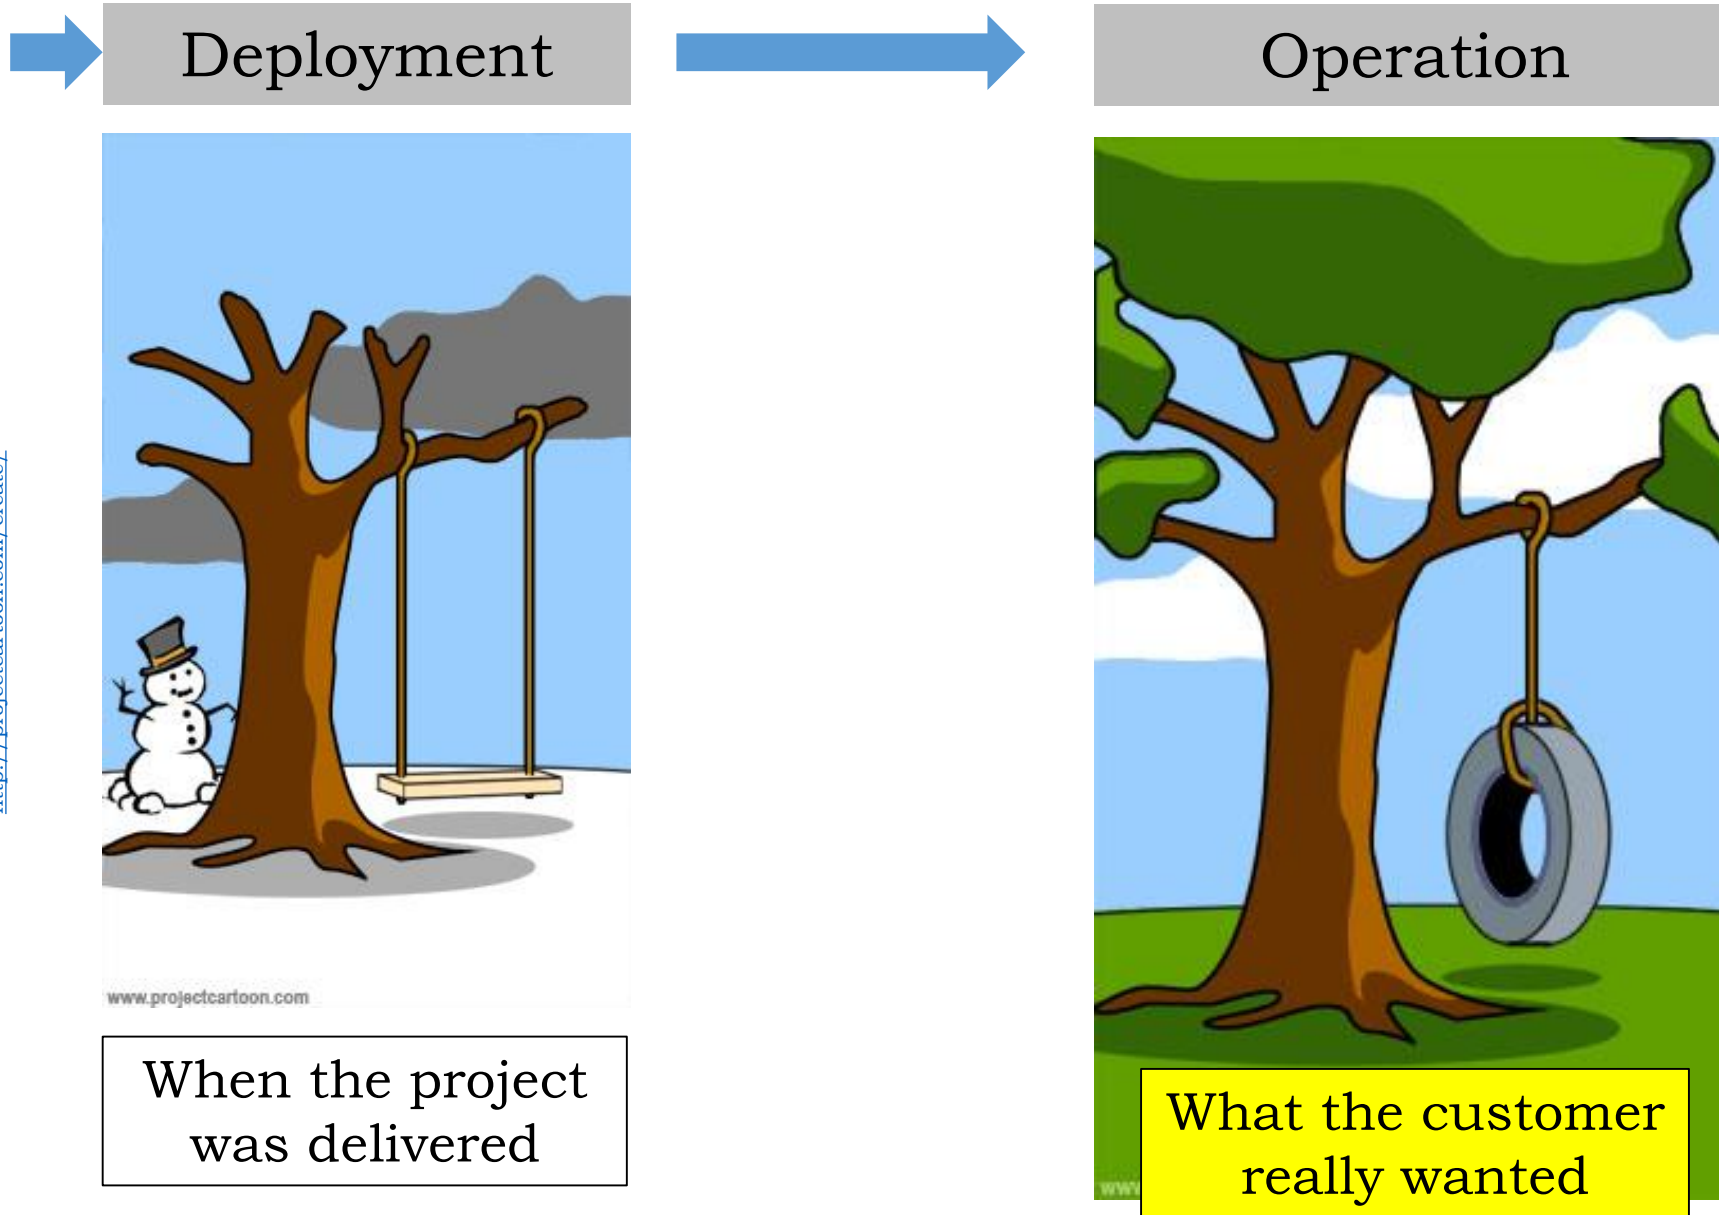 Deployment
Operation
www.projectcartoon.com
When the project
was delivered
What the customer
really wanted